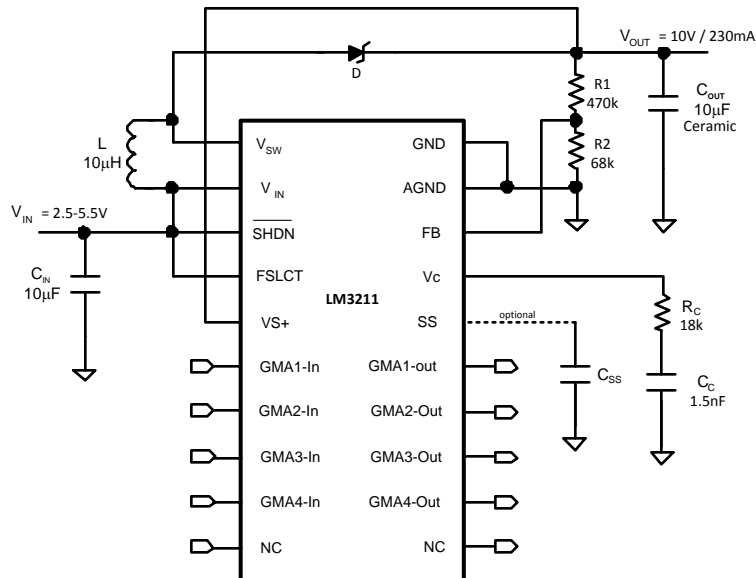 V_OUT = 10V / 230mA
D
R1
470k
C_OUT
10μF
Ceramic
L
10μH
R2
68k
V_SW
GND
V_IN
AGND
V_IN = 2.5-5.5V
SHDN
FB
C_IN
10μF
FSLCT
Vc
LM3211
R_C
18k
VS+
SS
optional
GMA1-In
GMA1-out
C_SS
C_C
1.5nF
GMA2-In
GMA2-Out
GMA3-In
GMA3-Out
GMA4-In
GMA4-Out
NC
NC